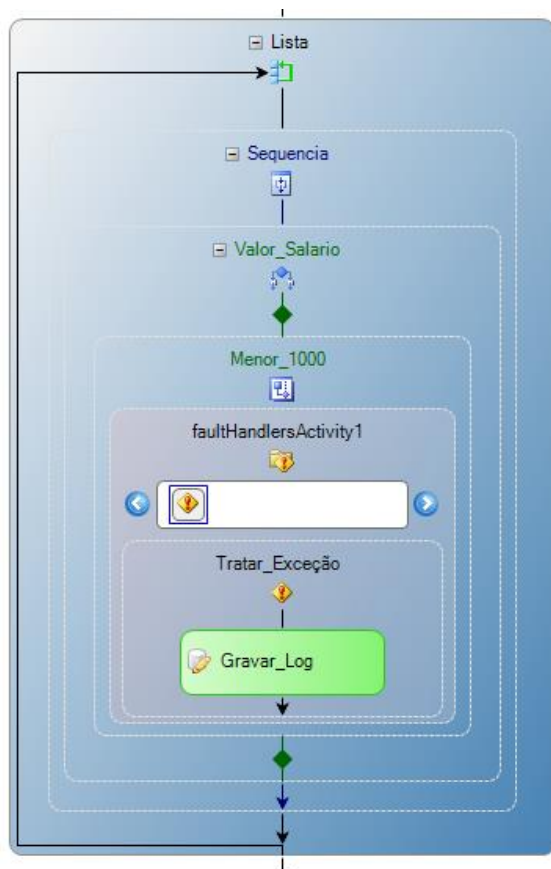 Lista
Sequencia
Valor_Salario
Menor_1000
faultHandlersActivity1
Tratar_Exceção
Gravar_Log